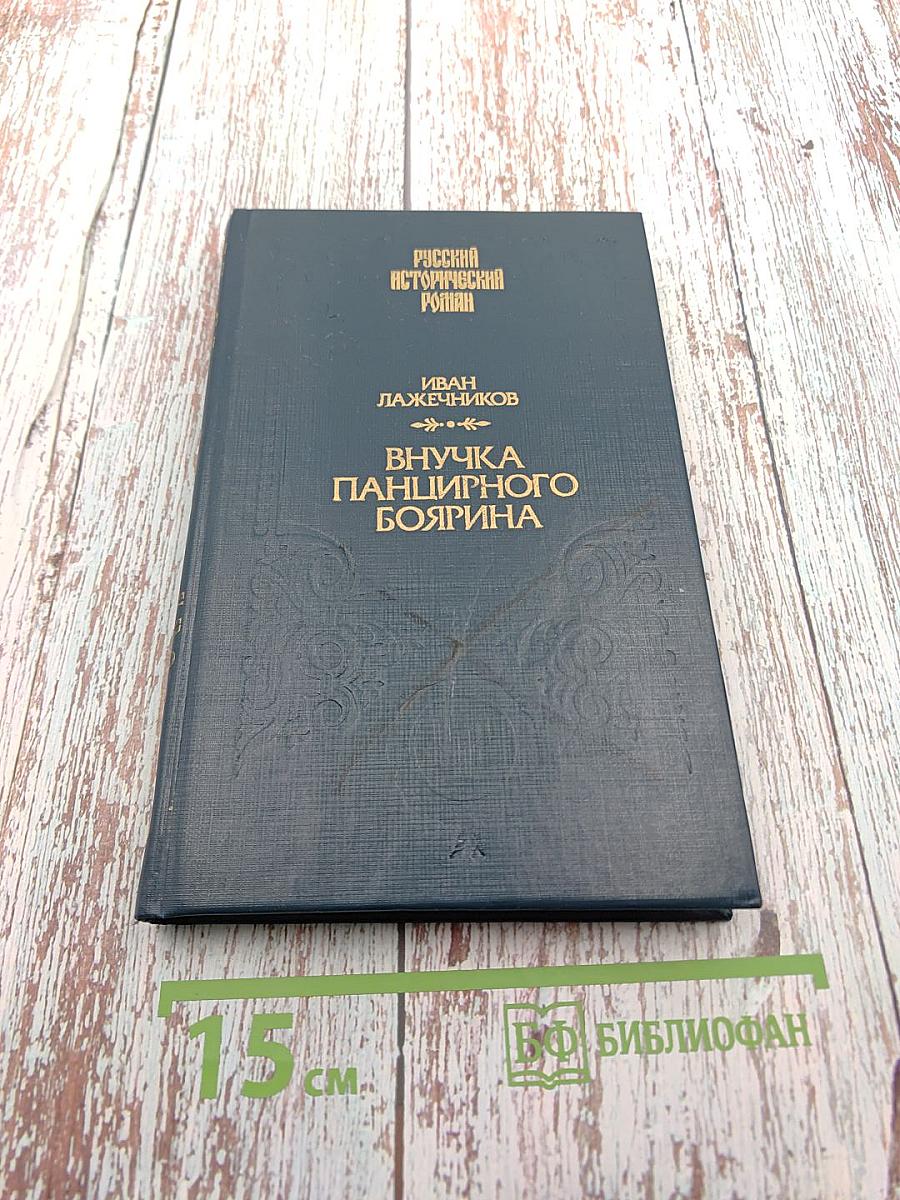 РУССКИЙ
ИСТОРИЧЕСКИЙ
РОМАН
ИВАН
ЛАЖЕЧНИКОВ
ВНУЧКА
ПАНЦИРНОГО
БОЯРИНА
15 см
БФ БИБЛИОФАН